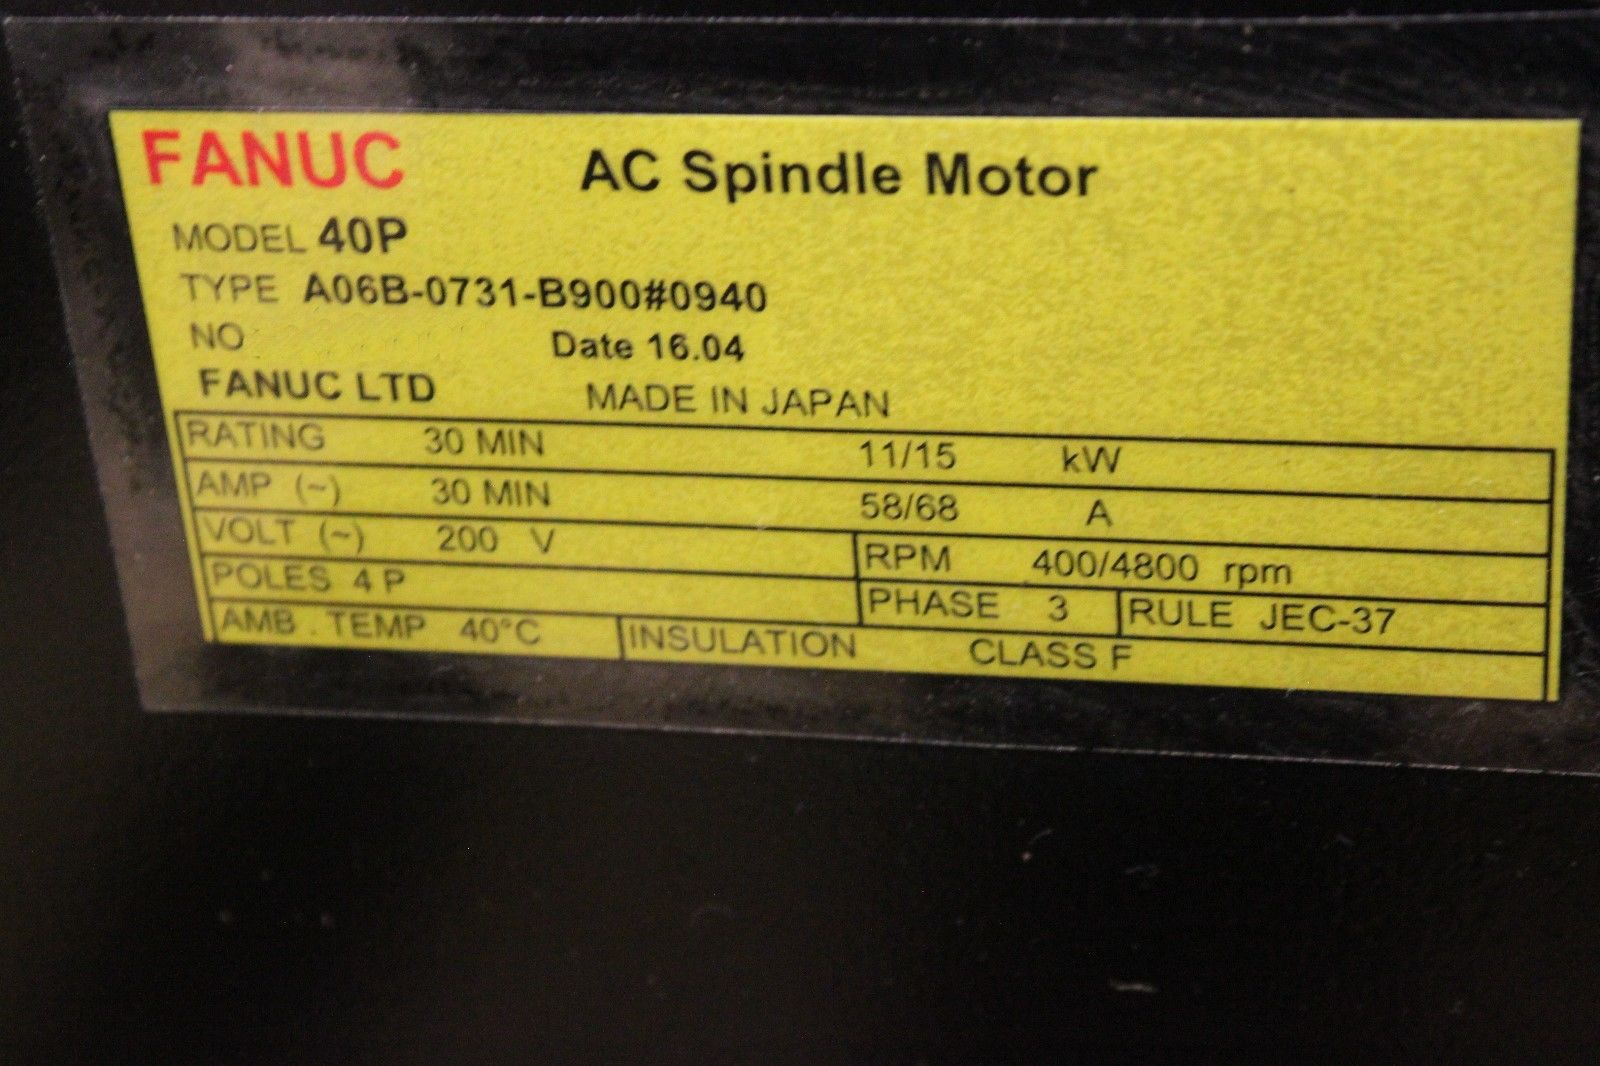 FANUC AC Spindle Motor
MODEL 40P
TYPE A06B-0731-B900#0940
NO Date 16.04
FANUC LTD MADE IN JAPAN
RATING 30 MIN 11/15 kW
AMP (~) 30 MIN 58/68 A
VOLT (~) 200 V RPM 400/4800 rpm
POLES 4 P PHASE 3 RULE JEC-37
AMB . TEMP 40°C INSULATION CLASS F